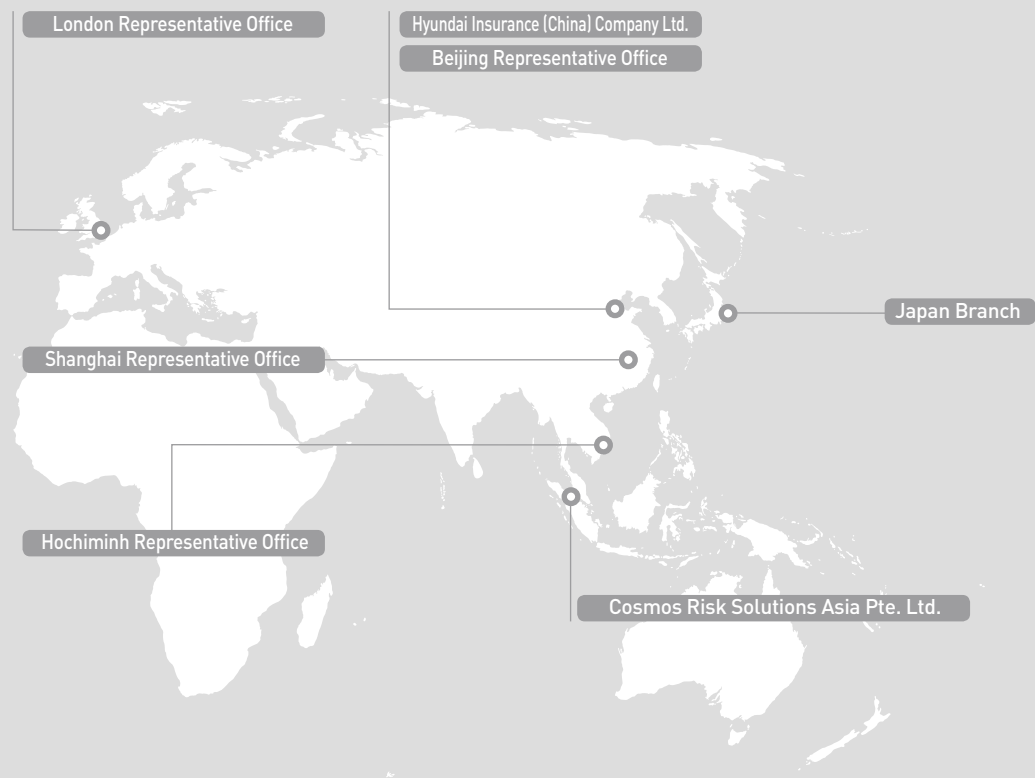 London Representative Office
Hyundai Insurance (China) Company Ltd.
Beijing Representative Office
Japan Branch
Shanghai Representative Office
Hochiminh Representative Office
Cosmos Risk Solutions Asia Pte. Ltd.